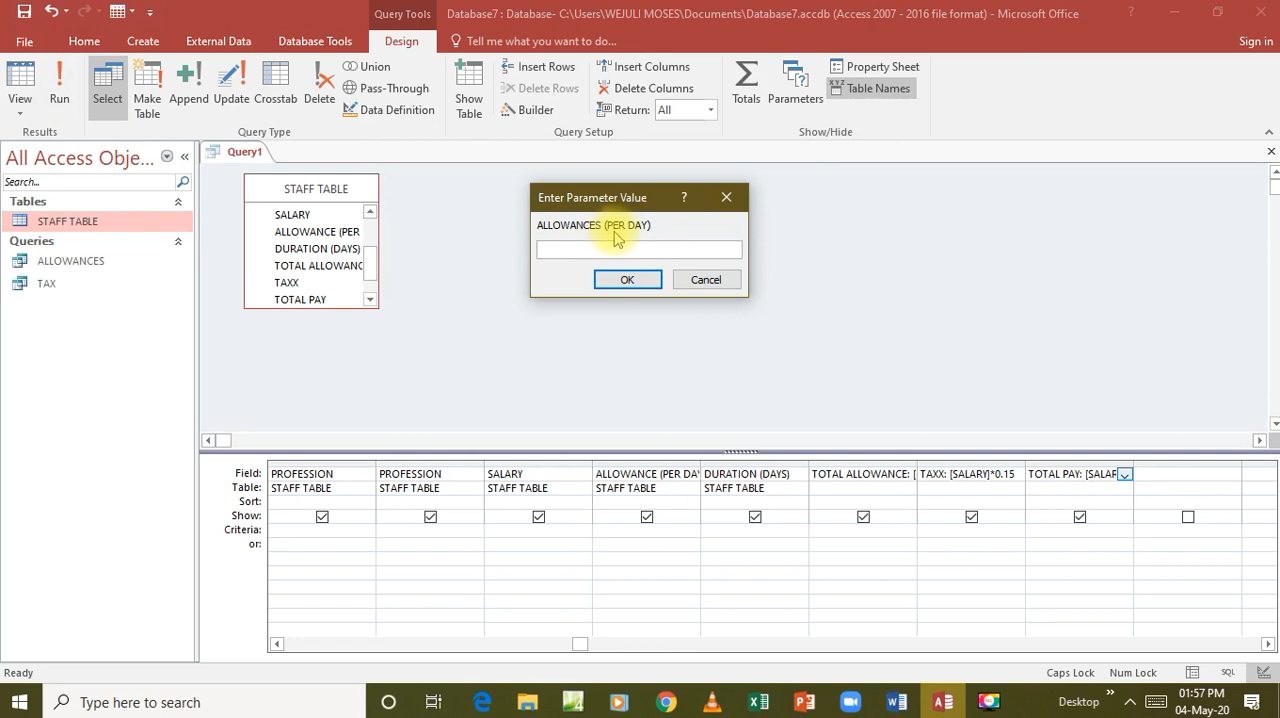 Query Tools
Database7 : Database- C:\Users\WEJULI MOSES\Documents\Database7.accdb (Access 2007 - 2016 file format) - Microsoft Office
?
File
Home
Create
External Data
Database Tools
Design
Tell me what you want to do...
Sign in
View
Run
Select
Make
Table
Append
Update
Crosstab
Delete
Union
Pass-Through
Data Definition
Show
Table
Insert Rows
Delete Rows
Builder
Insert Columns
Delete Columns
Return: All
Totals
Parameters
Property Sheet
XYZ
Table Names
Results
Query Type
Query Setup
Show/Hide
All Access Obje...
Search...
Tables
STAFF TABLE
Queries
ALLOWANCES
TAX
Query1
STAFF TABLE
SALARY
ALLOWANCE (PER
DURATION (DAYS)
TOTAL ALLOWANC
TAXX
TOTAL PAY
Enter Parameter Value
?
ALLOWANCES (PER DAY)
OK
Cancel
Field: PROFESSION PROFESSION SALARY ALLOWANCE (PER DAY DURATION (DAYS) TOTAL ALLOWANCE: [ TAXX: [SALARY]*0.15 TOTAL PAY: [SALAR
Table: STAFF TABLE STAFF TABLE STAFF TABLE STAFF TABLE STAFF TABLE
Sort:
Show:
Criteria:
or:
Ready
Caps Lock
Num Lock
SQL
Type here to search
Desktop
01:57 PM
04-May-20